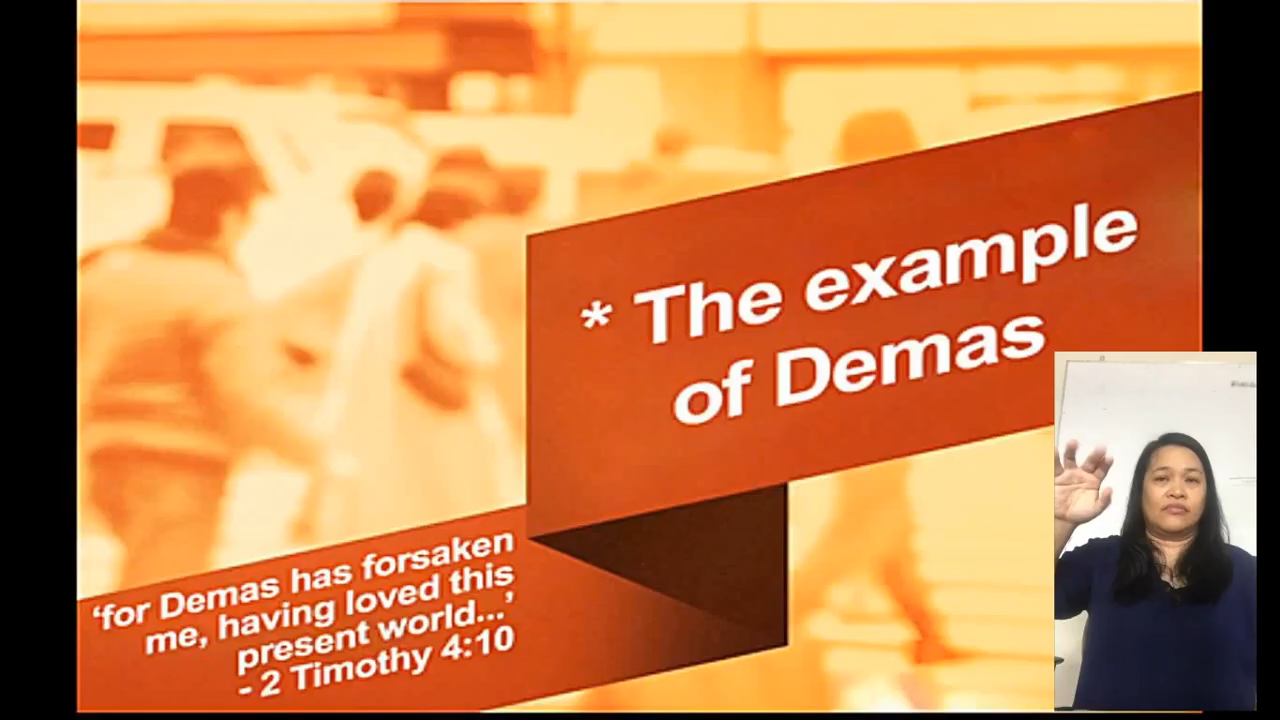 * The example
of Demas
‘for Demas has forsaken
me, having loved this
present world...’
- 2 Timothy 4:10